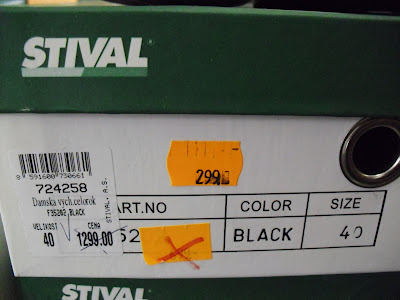 STIVAL
8 591600 730661
724258
Damska vych.celorok
F35202 BLACK
VELIKOST CENA
40 1299.00
STIVAL, A.S.
299
ART.NO COLOR SIZE
52 BLACK 40
STIVAL